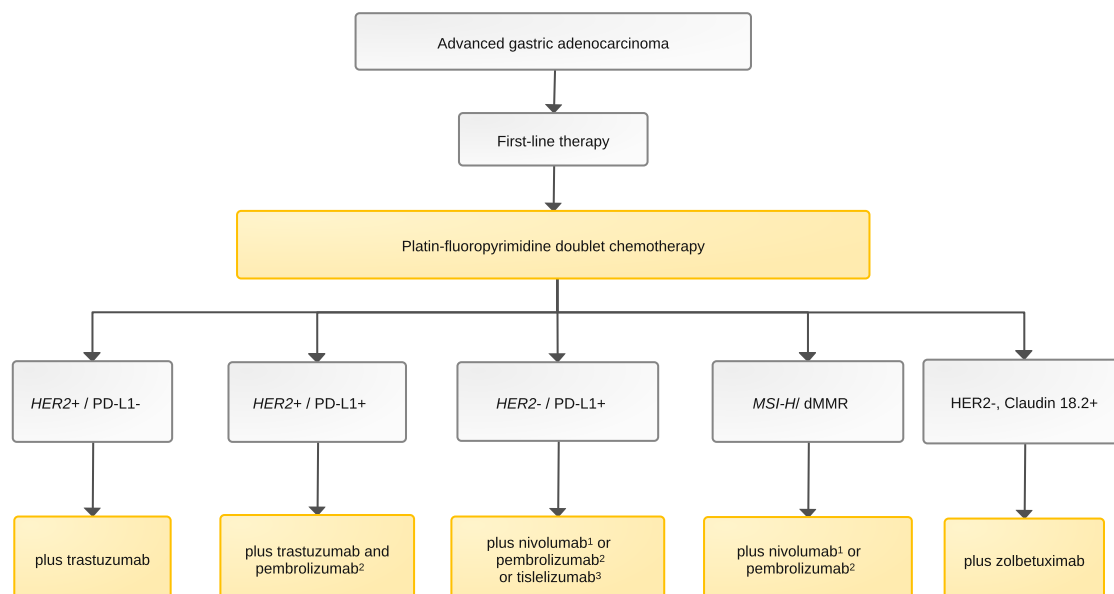 Advanced gastric adenocarcinoma
First-line therapy
Platin-fluoropyrimidine doublet chemotherapy
HER2+ / PD-L1-
HER2+ / PD-L1+
HER2- / PD-L1+
MSI-H/ dMMR
HER2-, Claudin 18.2+
plus trastuzumab
plus trastuzumab and
pembrolizumab²
plus nivolumab¹ or
pembrolizumab²
or tislelizumab³
plus nivolumab¹ or
pembrolizumab²
plus zolbetuximab